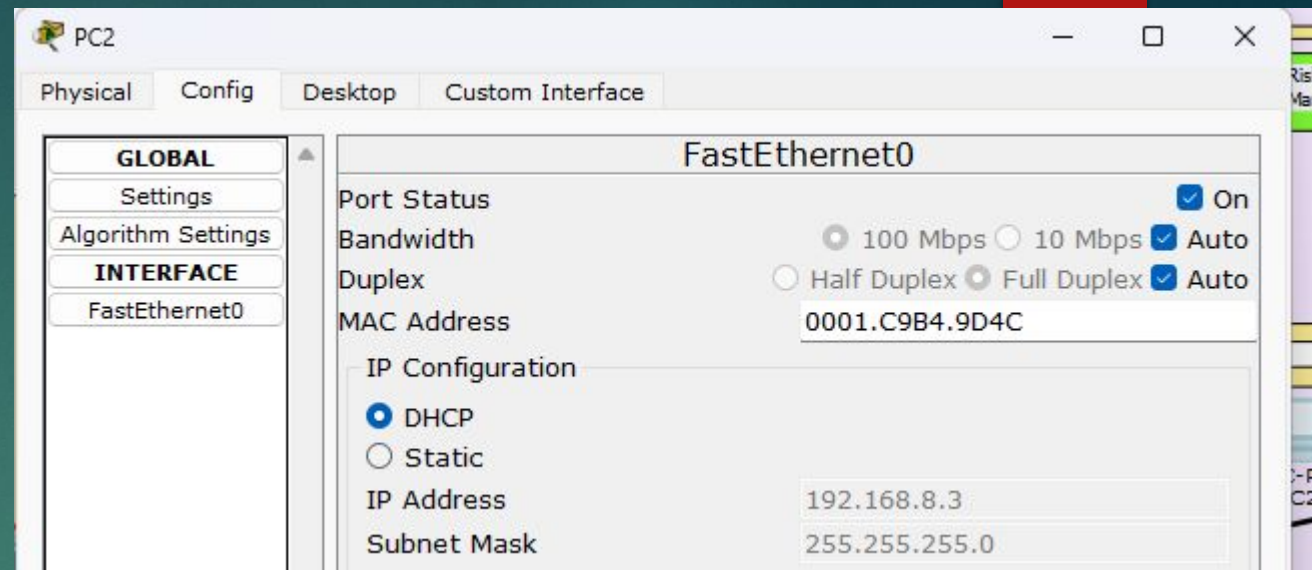 PC2
Physical Config Desktop Custom Interface
GLOBAL
Settings
Algorithm Settings
INTERFACE
FastEthernet0
FastEthernet0
Port Status On
Bandwidth 100 Mbps 10 Mbps Auto
Duplex Half Duplex Full Duplex Auto
MAC Address 0001.C9B4.9D4C
IP Configuration
DHCP
Static
IP Address 192.168.8.3
Subnet Mask 255.255.255.0